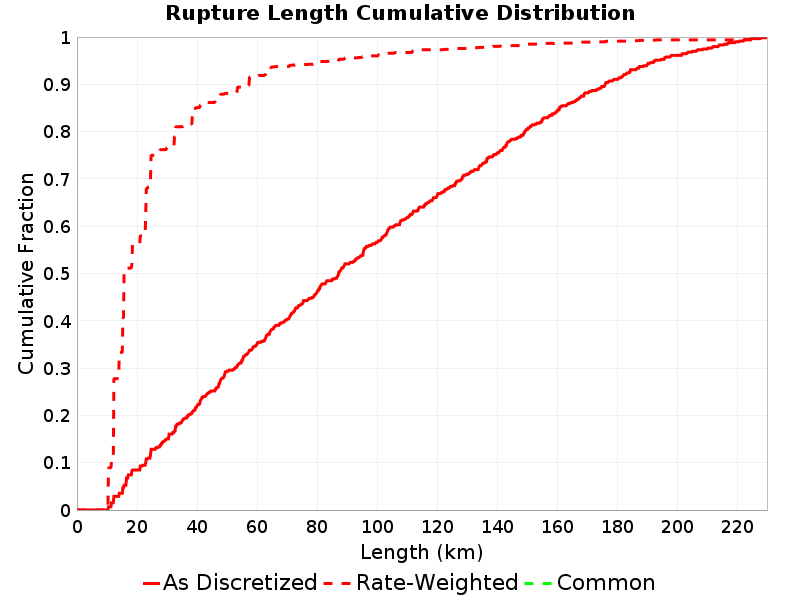 Rupture Length Cumulative Distribution
Cumulative Fraction
1
0.9
0.8
0.7
0.6
0.5
0.4
0.3
0.2
0.1
0
0 20 40 60 80 100 120 140 160 180 200 220
Length (km)
As Discretized Rate-Weighted Common